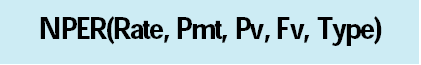 NPER(Rate, Pmt, Pv, Fv, Type)